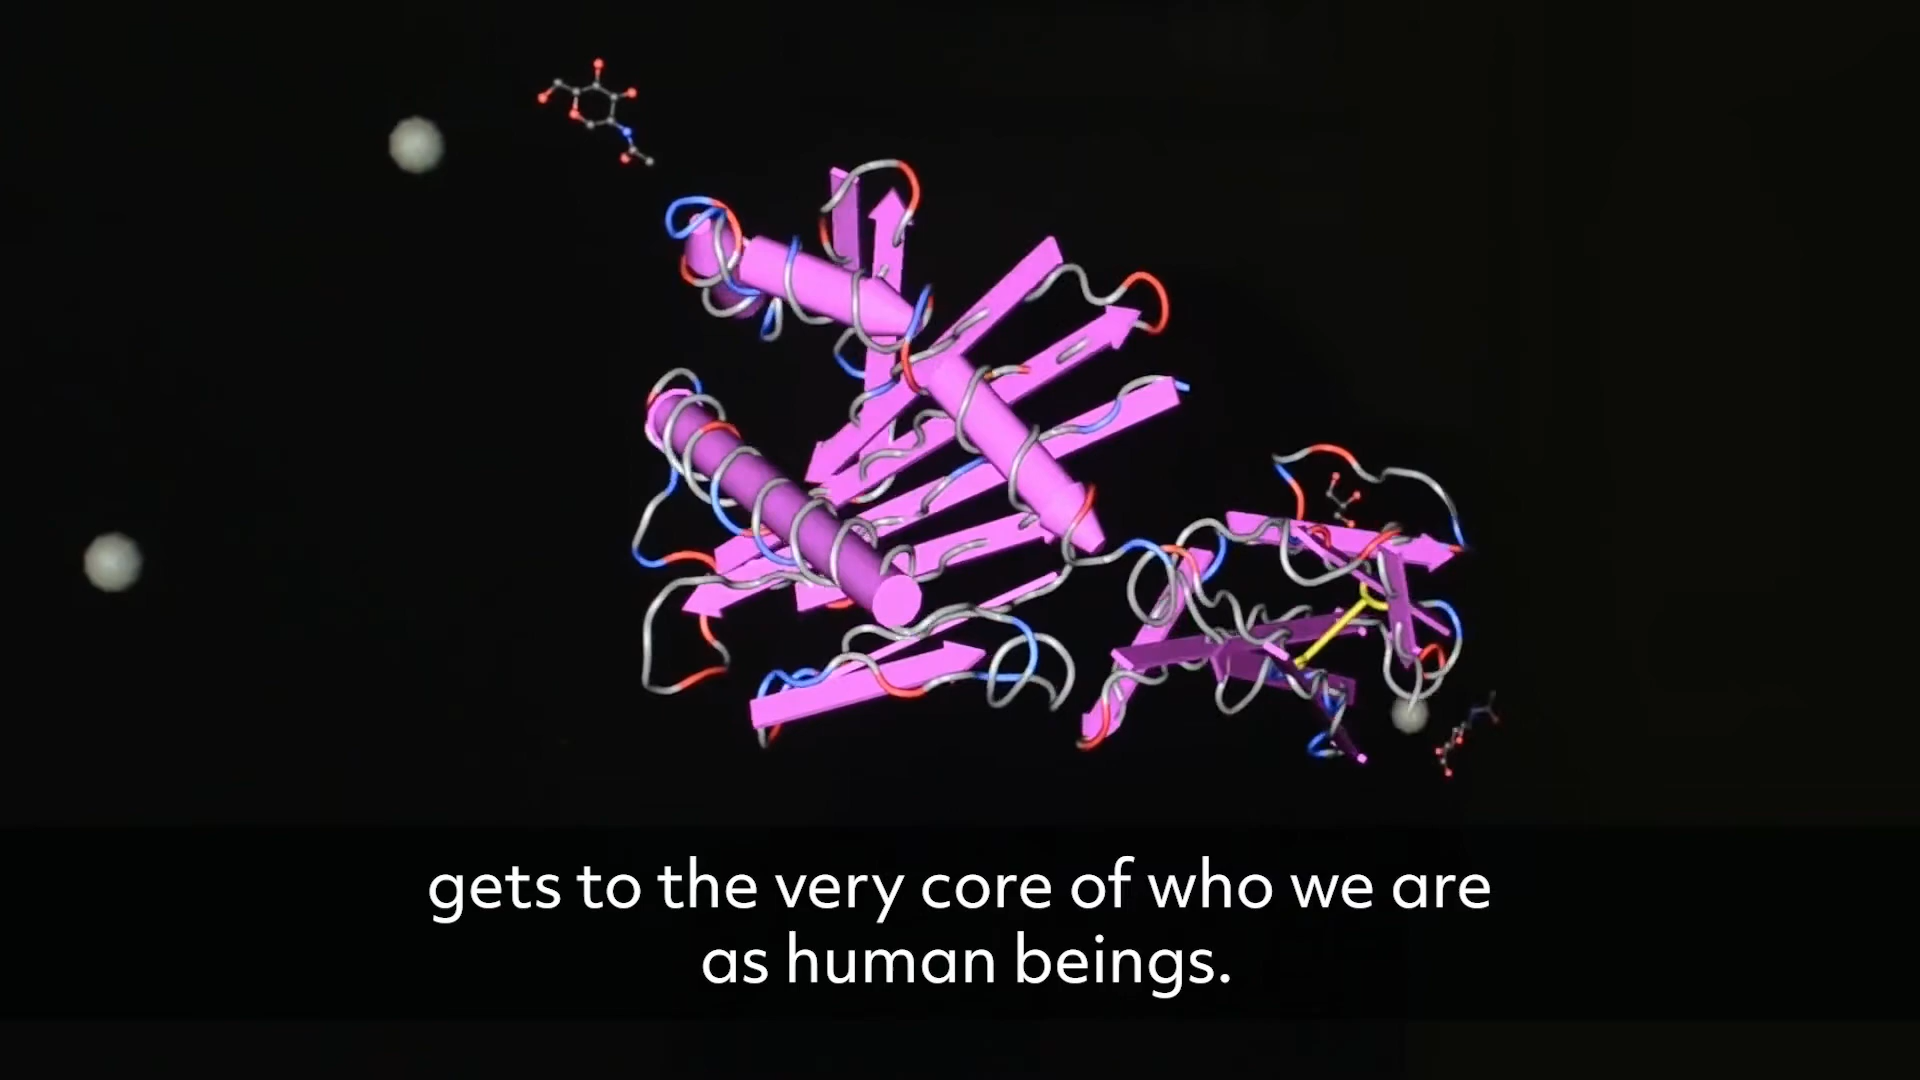 gets to the very core of who we are
as human beings.